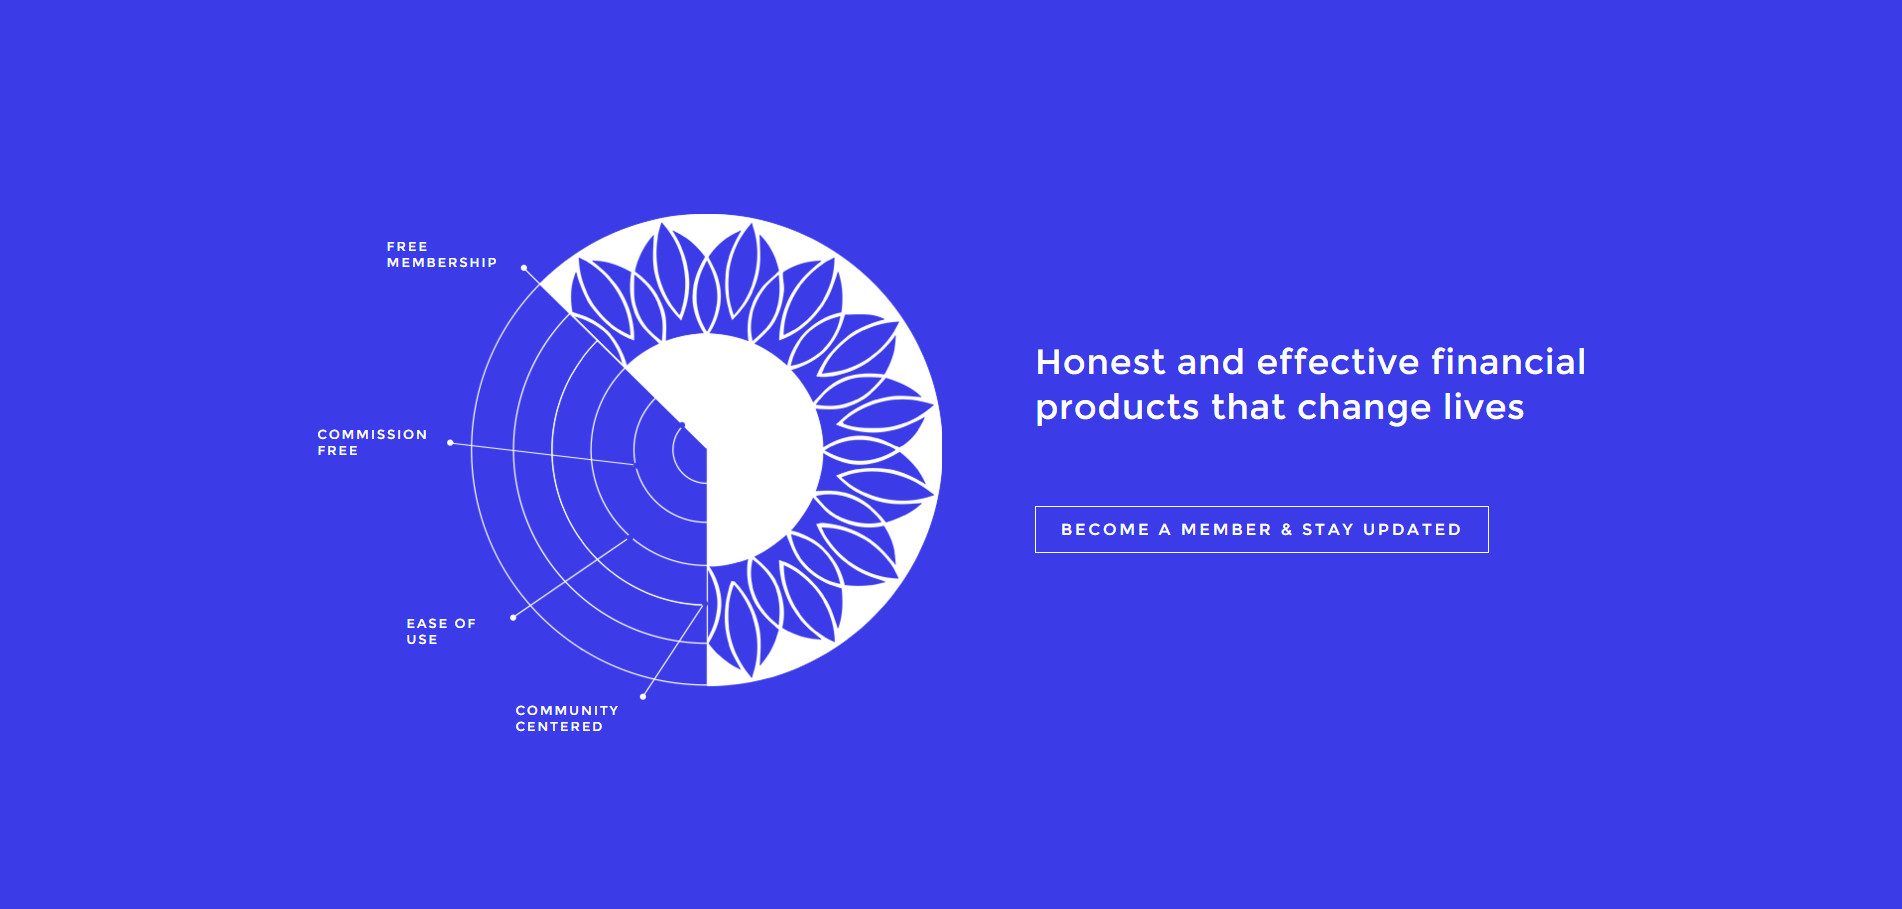 FREE
MEMBERSHIP
COMMISSION
FREE
EASE OF
USE
COMMUNITY
CENTERED
Honest and effective financial
products that change lives
BECOME A MEMBER & STAY UPDATED